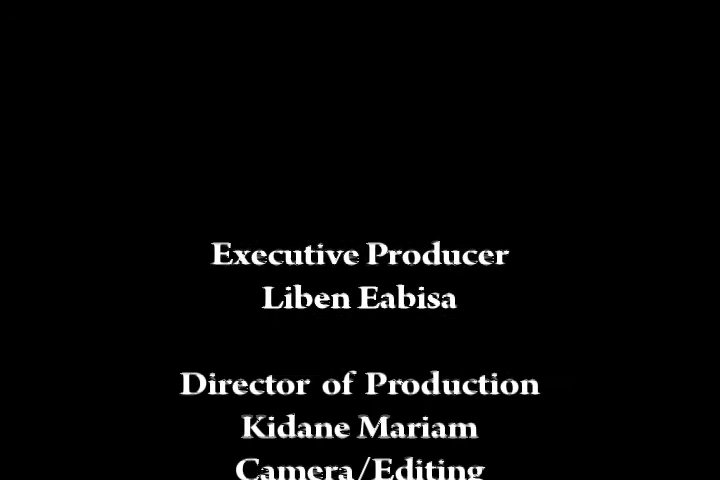 Executive Producer
Liben Eabisa
Director of Production
Kidane Mariam
Camera/Editing